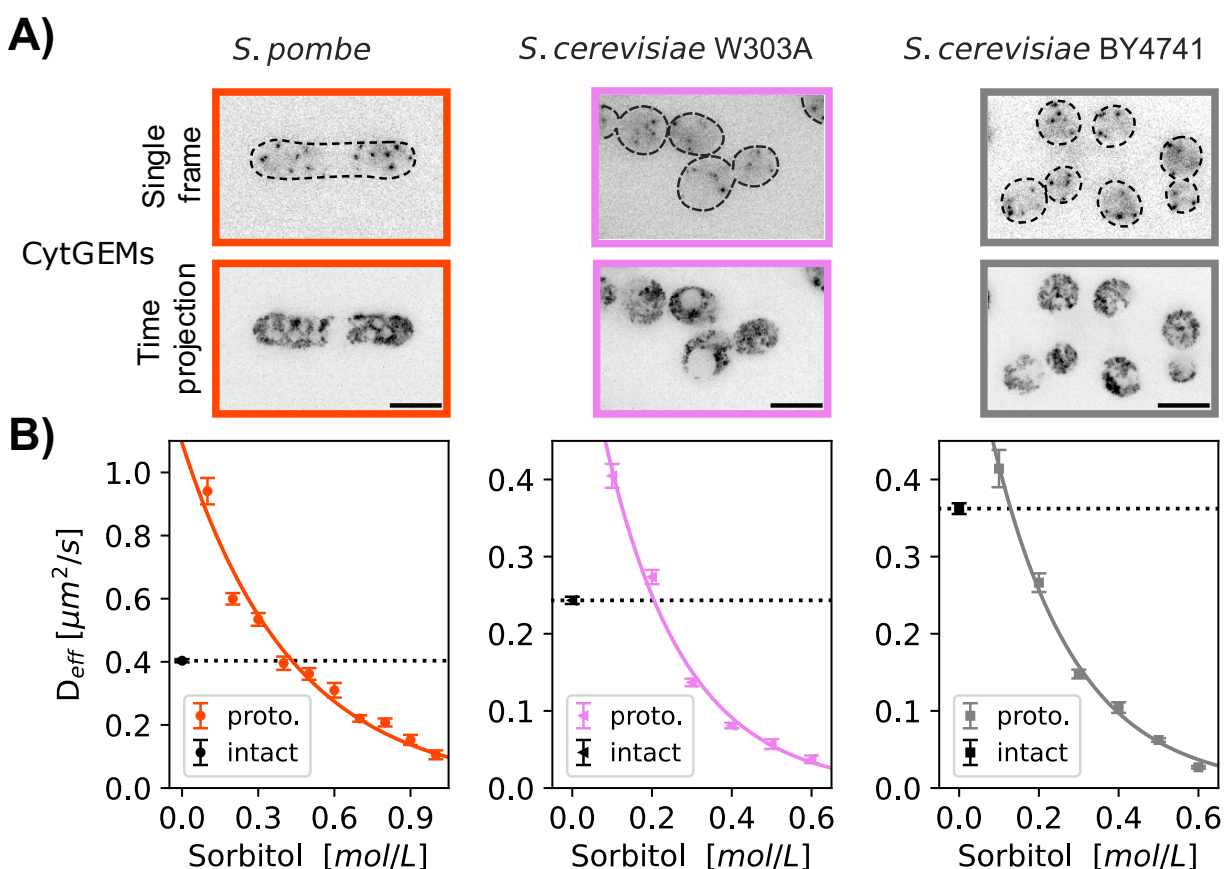 A)
S. pombe
S. cerevisiae W303A
S. cerevisiae BY4741
CytGEMs
Single
frame
Time
projection
B)
D_eff [μm²/s]
1.0
0.8
0.6
0.4
0.2
0.0
proto.
intact
0.0 0.3 0.6 0.9
Sorbitol [mol/L]
0.4
0.3
0.2
0.1
0.0
proto.
intact
0.0 0.2 0.4 0.6
Sorbitol [mol/L]
0.4
0.3
0.2
0.1
0.0
proto.
intact
0.0 0.2 0.4 0.6
Sorbitol [mol/L]